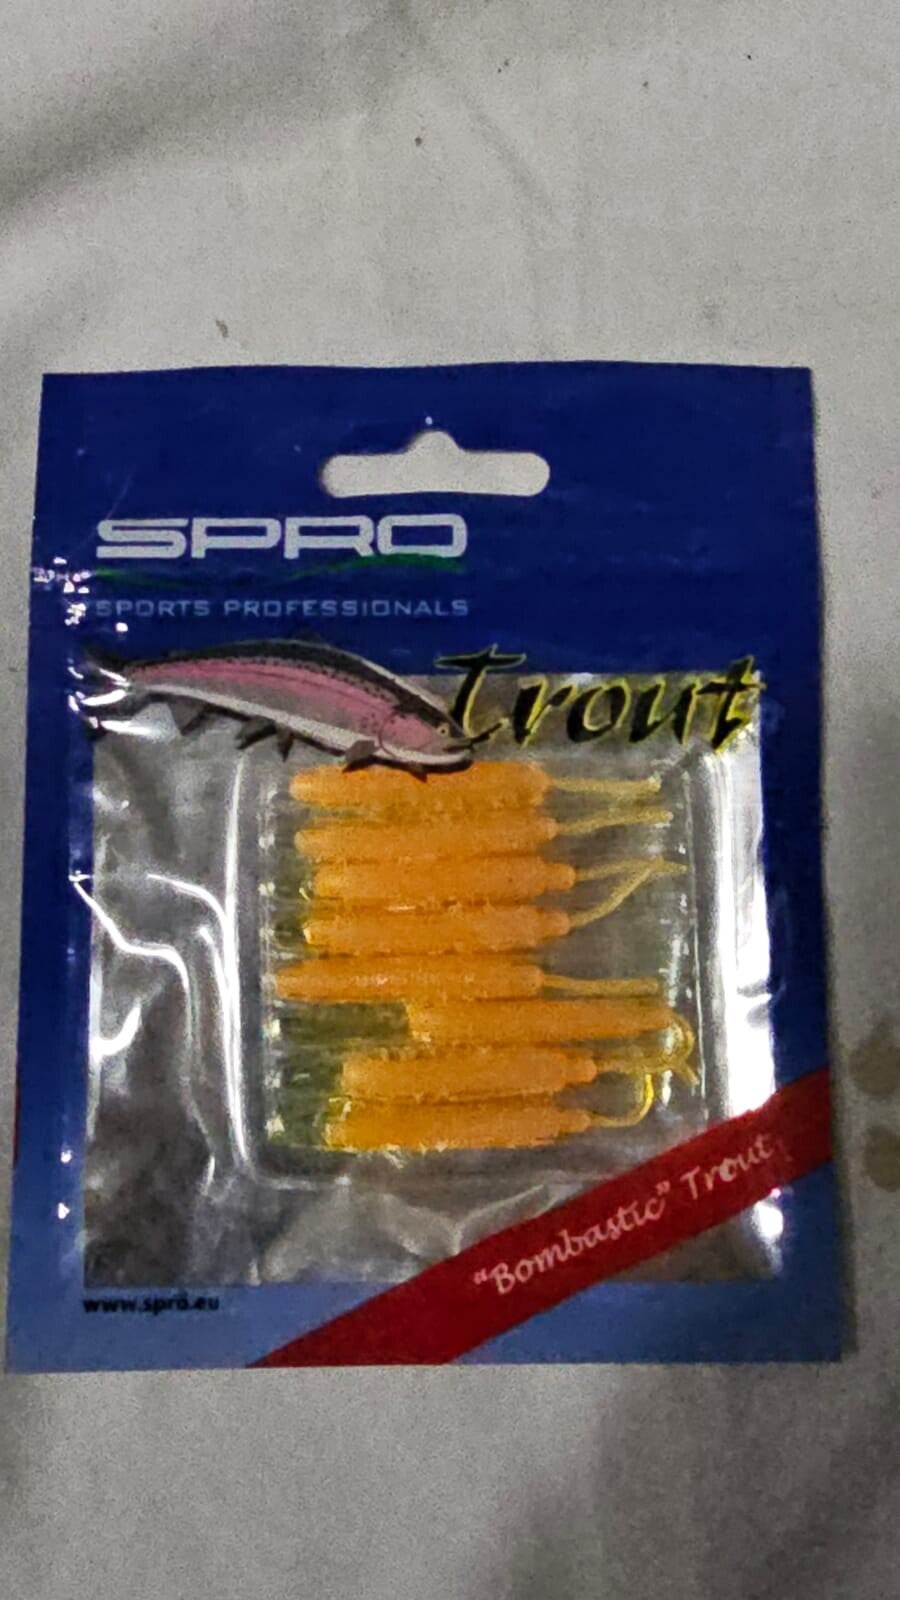 SPRO
SPORTS PROFESSIONALS
Trout
"Bombastic" Trout
www.spro.eu